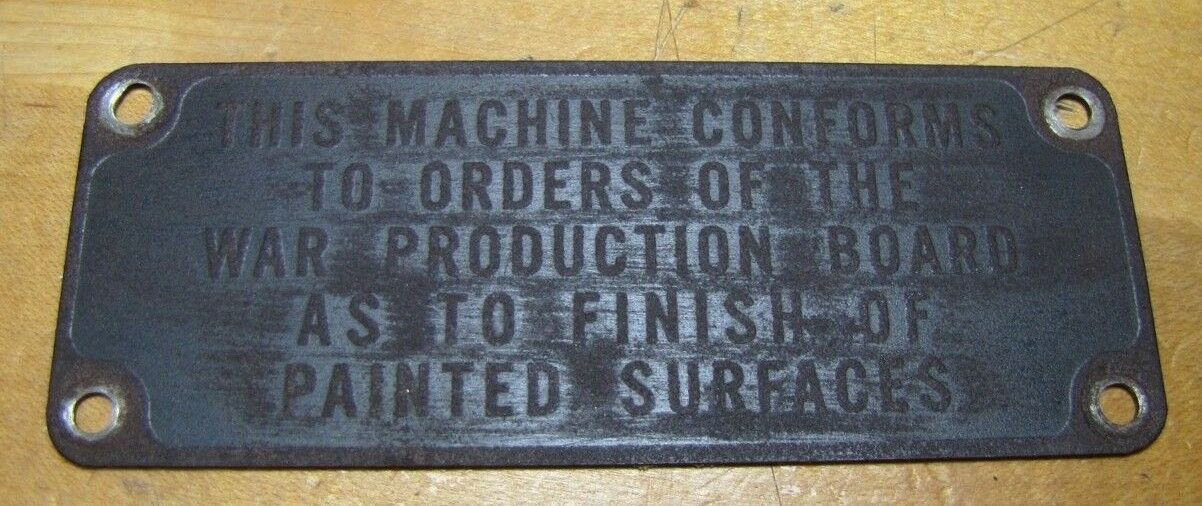 THIS MACHINE CONFORMS
TO ORDERS OF THE
WAR PRODUCTION BOARD
AS TO FINISH OF
PAINTED SURFACES